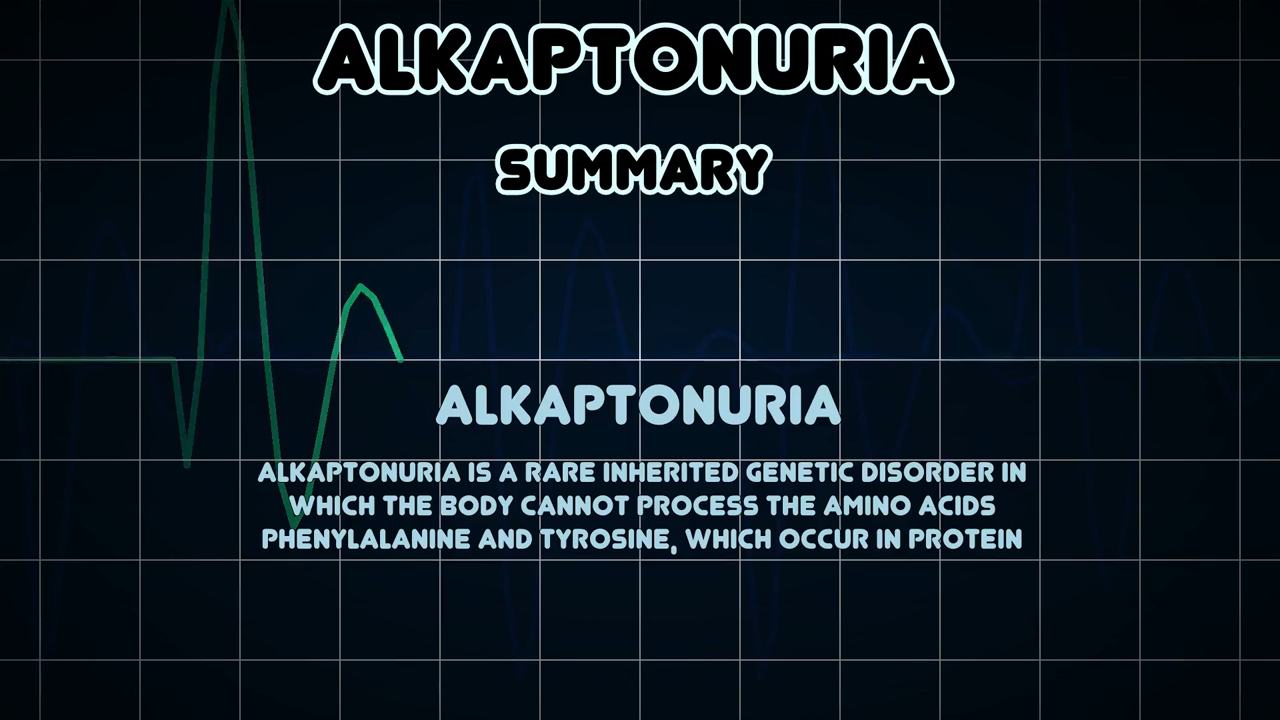 ALKAPTONURIA
SUMMARY
ALKAPTONURIA
ALKAPTONURIA IS A RARE INHERITED GENETIC DISORDER IN
WHICH THE BODY CANNOT PROCESS THE AMINO ACIDS
PHENYLALANINE AND TYROSINE, WHICH OCCUR IN PROTEIN